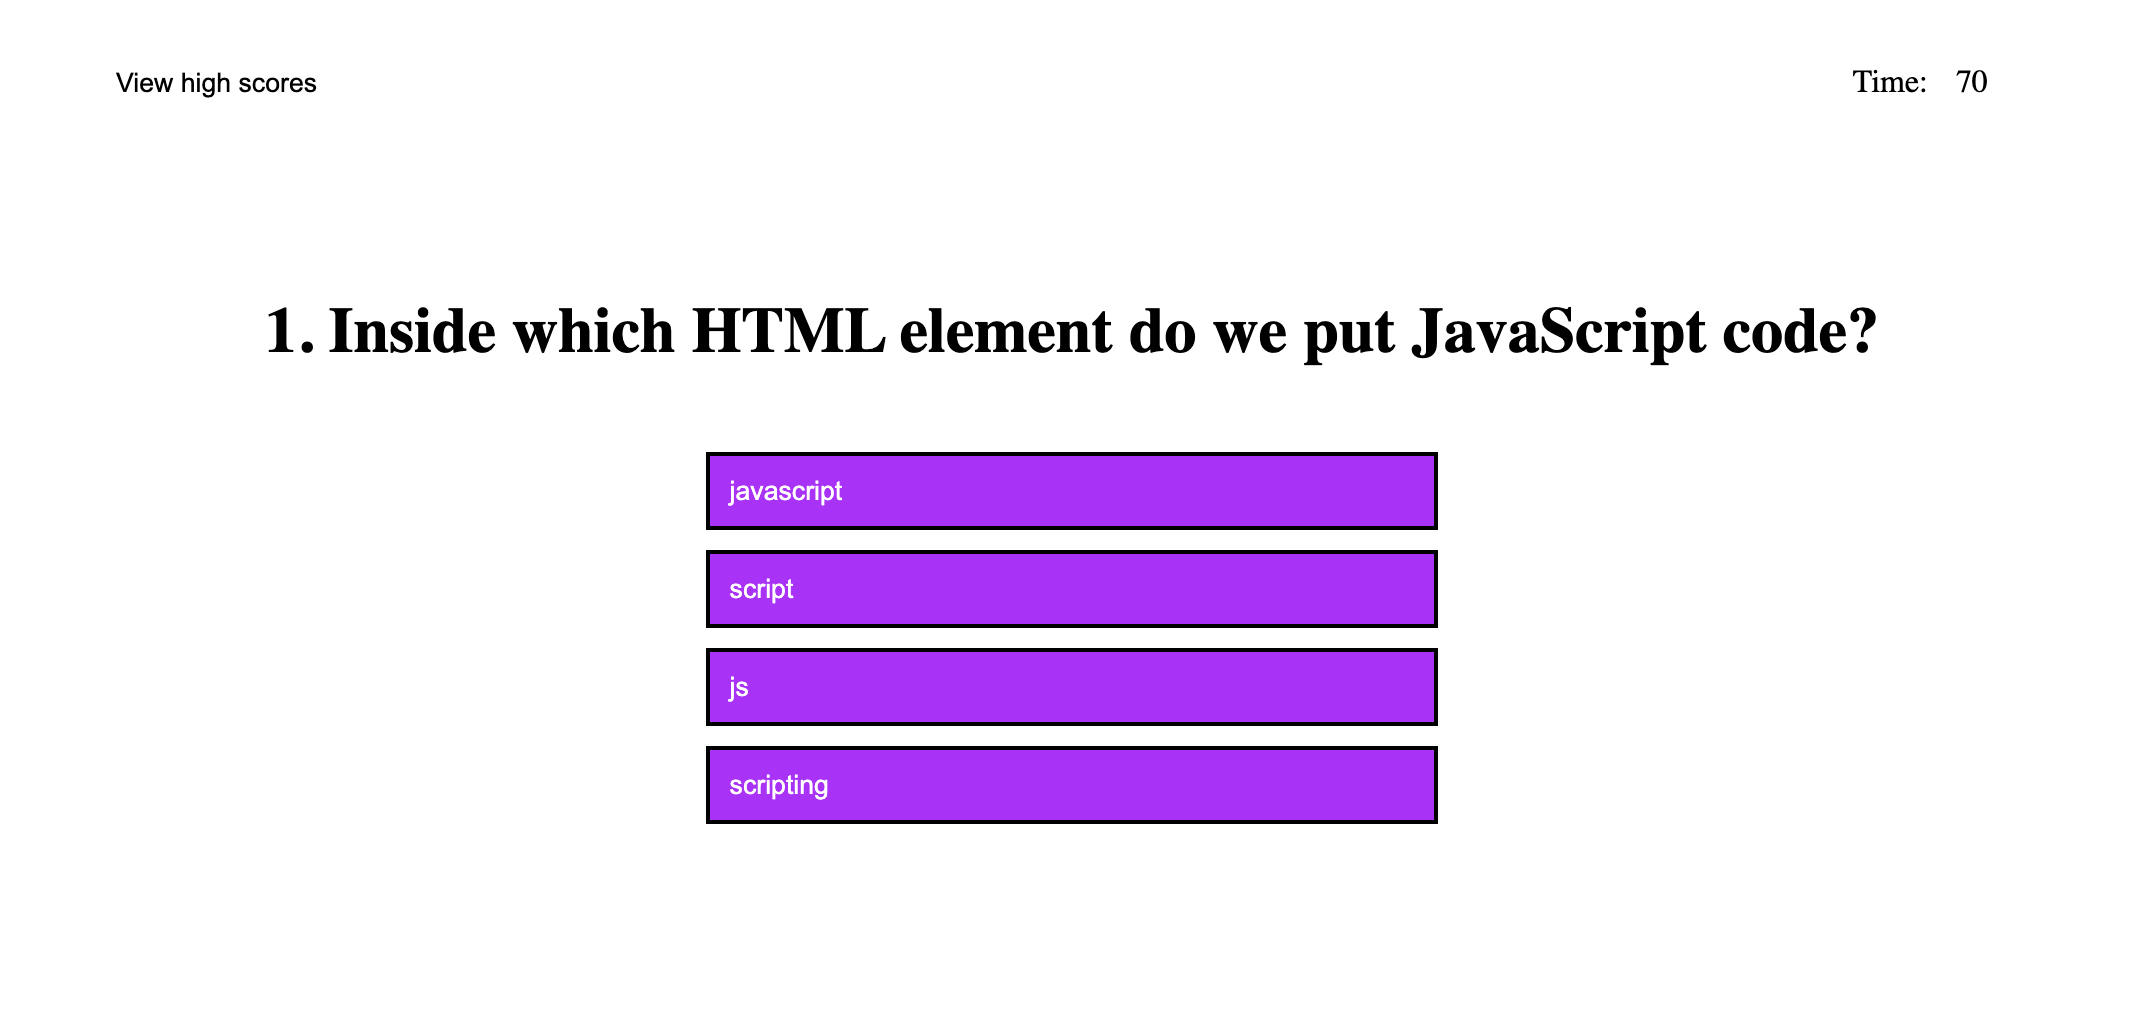 View high scores
Time: 70
1. Inside which HTML element do we put JavaScript code?
javascript
script
js
scripting